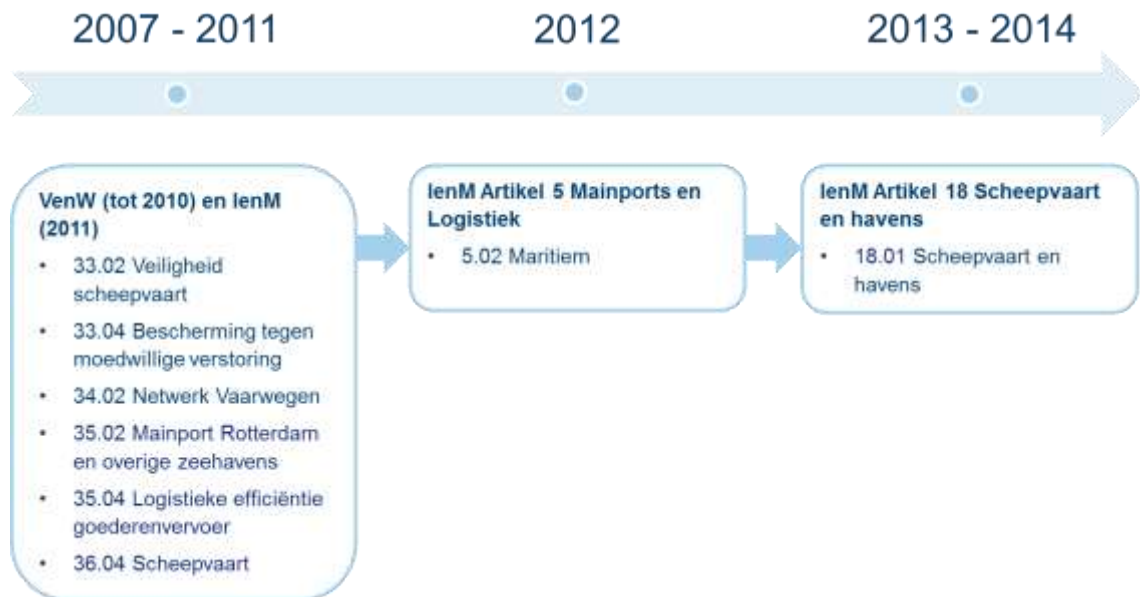 2007 - 2011
2012
2013 - 2014
VenW (tot 2010) en IenM
(2011)
• 33.02 Veiligheid
scheepvaart
• 33.04 Bescherming tegen
moedwillige verstoring
• 34.02 Netwerk Vaarwegen
• 35.02 Mainport Rotterdam
en overige zeehavens
• 35.04 Logistieke efficiëntie
goederenvervoer
• 36.04 Scheepvaart
IenM Artikel 5 Mainports en
Logistiek
• 5.02 Maritiem
IenM Artikel 18 Scheepvaart
en havens
• 18.01 Scheepvaart en
havens